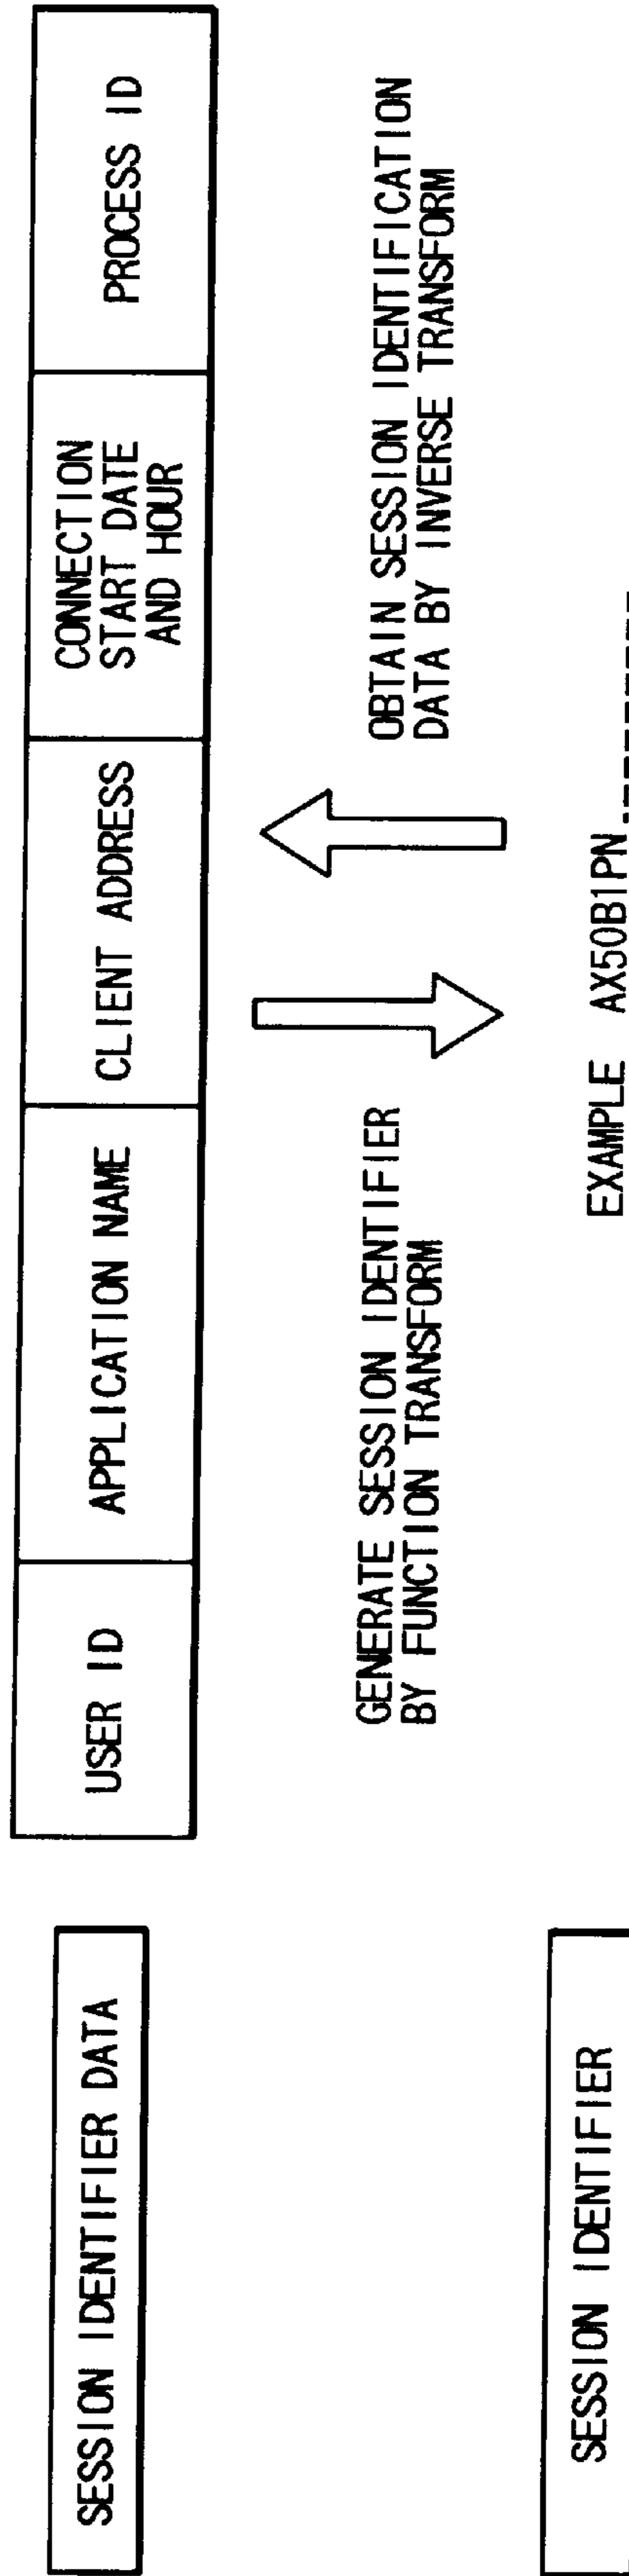 SESSION IDENTIFIER DATA
USER ID
APPLICATION NAME
CLIENT ADDRESS
CONNECTION
START DATE
AND HOUR
PROCESS ID
GENERATE SESSION IDENTIFIER
BY FUNCTION TRANSFORM
OBTAIN SESSION IDENTIFICATION
DATA BY INVERSE TRANSFORM
SESSION IDENTIFIER
EXAMPLE AX50B1PN